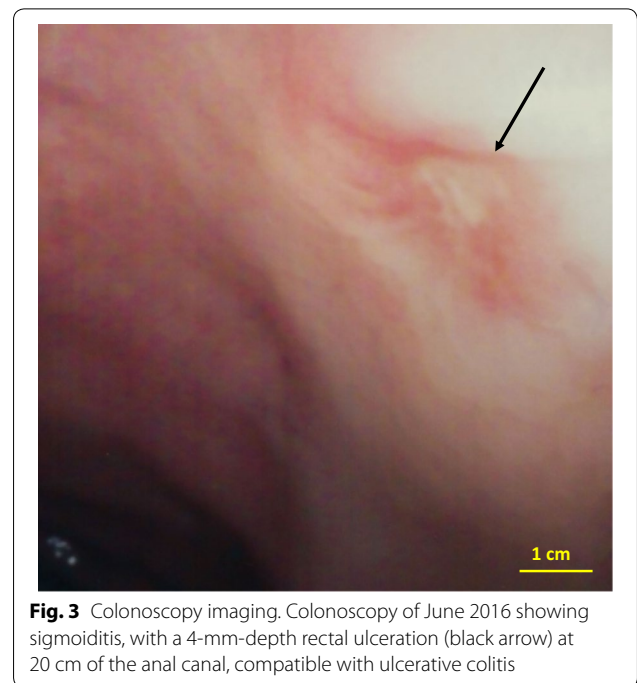 1 cm
Fig. 3 Colonoscopy imaging. Colonoscopy of June 2016 showing
sigmoiditis, with a 4-mm-depth rectal ulceration (black arrow) at
20 cm of the anal canal, compatible with ulcerative colitis